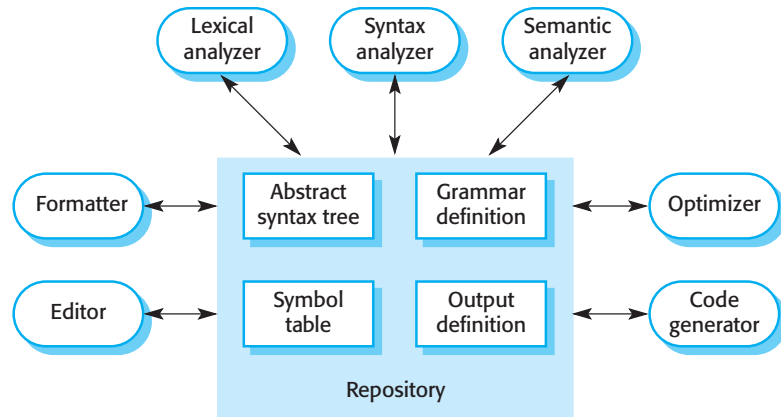 Lexical
analyzer
Syntax
analyzer
Semantic
analyzer
Formatter
Abstract
syntax tree
Grammar
definition
Optimizer
Editor
Symbol
table
Output
definition
Code
generator
Repository